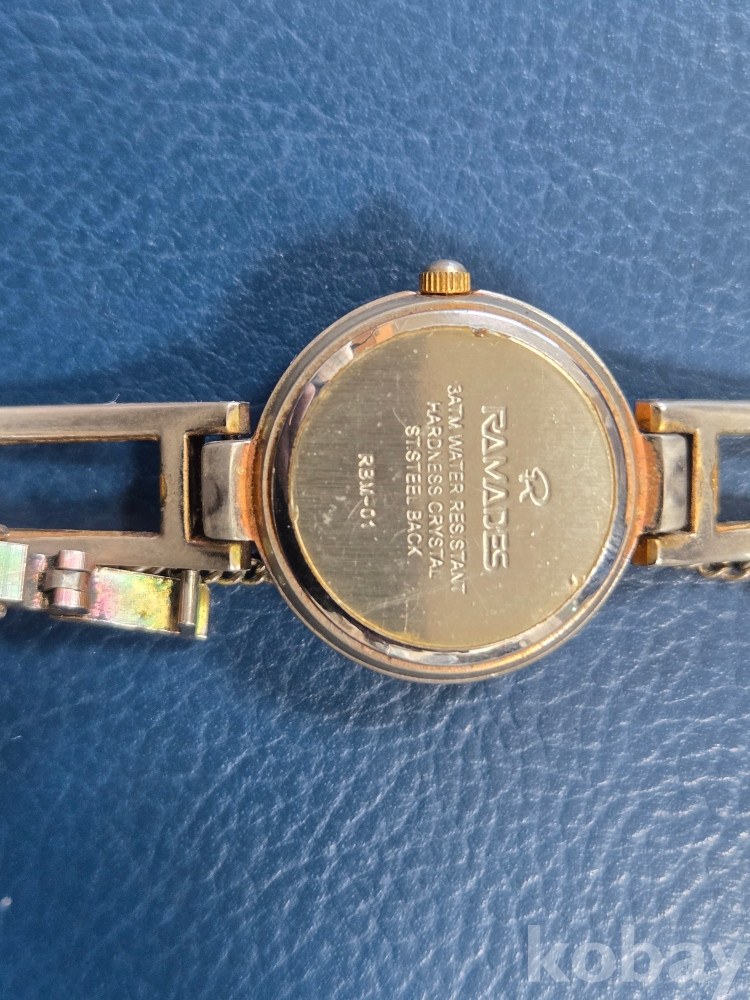 R
RAMADES
3ATM WATER RESISTANT
HARDNESS CRYSTAL
ST.STEEL BACK
RBM-01
kobay